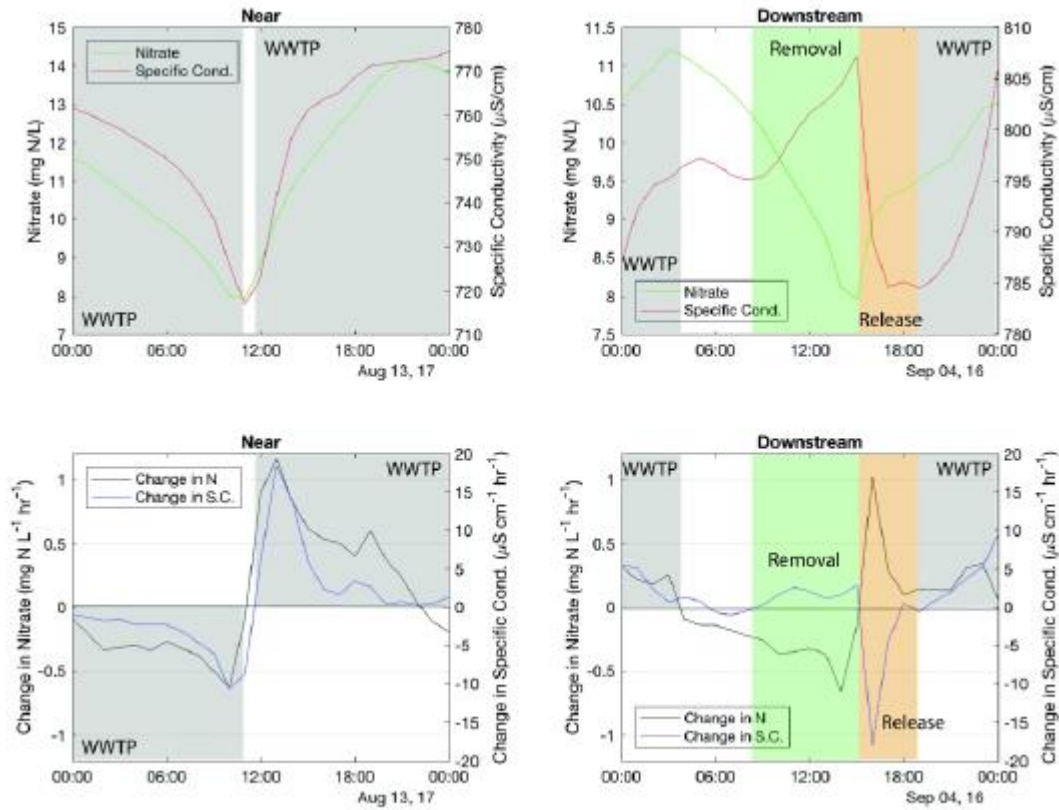 Near
15
14
13
12
11
10
9
8
7
Nitrate (mg N/L)
780
770
760
750
740
730
720
710
Specific Conductivity (μS/cm)
Nitrate
Specific Cond.
WWTP
WWTP
00:00 06:00 12:00 18:00 00:00
Aug 13, 17
Downstream
11.5
11
10.5
10
9.5
9
8.5
8
7.5
Nitrate (mg N/L)
810
805
800
795
790
785
780
Specific Conductivity (μS/cm)
Removal
WWTP
WWTP
Nitrate
Specific Cond.
Release
00:00 06:00 12:00 18:00 00:00
Sep 04, 16
Near
1
0.5
0
-0.5
-1
Change in Nitrate (mg N L⁻¹ hr⁻¹)
20
15
10
5
0
-5
-10
-15
-20
Change in Specific Cond. (μS cm⁻¹ hr⁻¹)
Change in N
Change in S.C.
WWTP
WWTP
00:00 06:00 12:00 18:00 00:00
Aug 13, 17
Downstream
1
0.5
0
-0.5
-1
Change in Nitrate (mg N L⁻¹ hr⁻¹)
20
15
10
5
0
-5
-10
-15
-20
Change in Specific Cond. (μS cm⁻¹ hr⁻¹)
WWTP
WWTP
Removal
Change in N
Change in S.C.
Release
00:00 06:00 12:00 18:00 00:00
Sep 04, 16